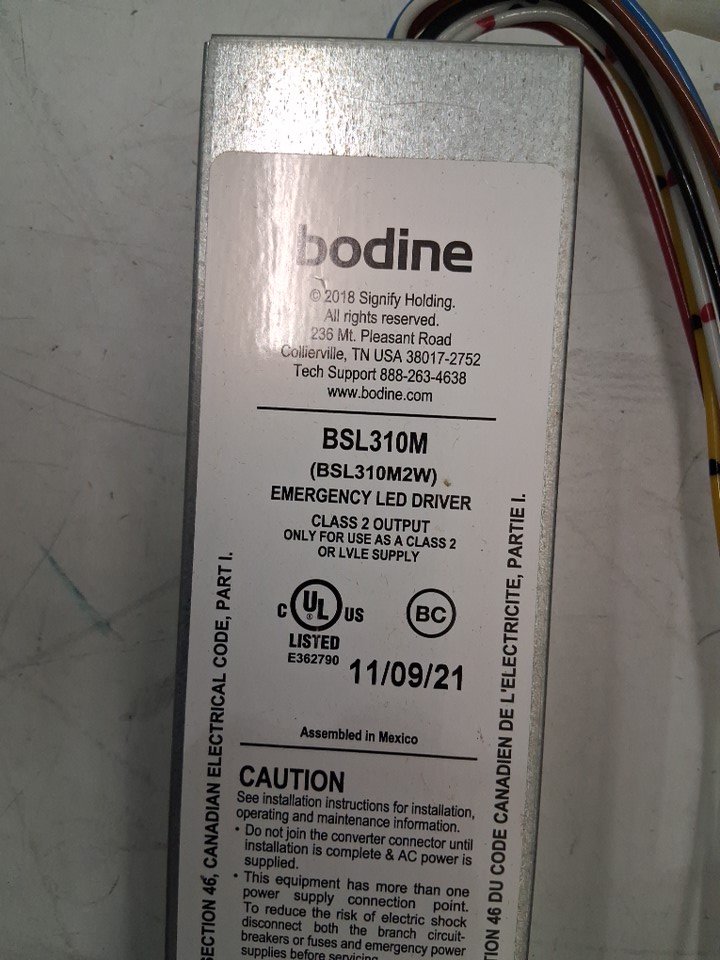 bodine
© 2018 Signify Holding.
All rights reserved.
236 Mt. Pleasant Road
Collierville, TN USA 38017-2752
Tech Support 888-263-4638
www.bodine.com
BSL310M
(BSL310M2W)
EMERGENCY LED DRIVER
CLASS 2 OUTPUT
ONLY FOR USE AS A CLASS 2
OR LVLE SUPPLY
C UL US
LISTED
E362790
BC
11/09/21
Assembled in Mexico
CAUTION
See installation instructions for installation,
operating and maintenance information.
• Do not join the converter connector until
installation is complete & AC power is
supplied.
• This equipment has more than one
power supply connection point.
To reduce the risk of electric shock
disconnect both the branch circuit-
breakers or fuses and emergency power
supplies before servicing.
SECTION 46, CANADIAN ELECTRICAL CODE, PART I.
TION 46 DU CODE CANADIEN DE L'ELECTRICITE, PARTIE I.